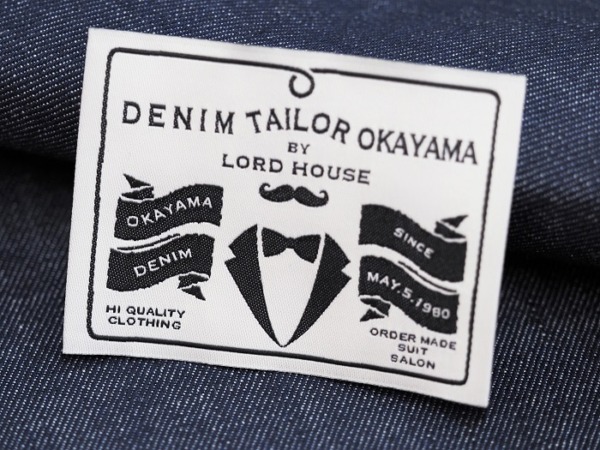 DENIM TAILOR OKAYAMA
BY
LORD HOUSE
OKAYAMA
DENIM
HI QUALITY
CLOTHING
SINCE
MAY.5.1980
ORDER MADE
SUIT
SALON